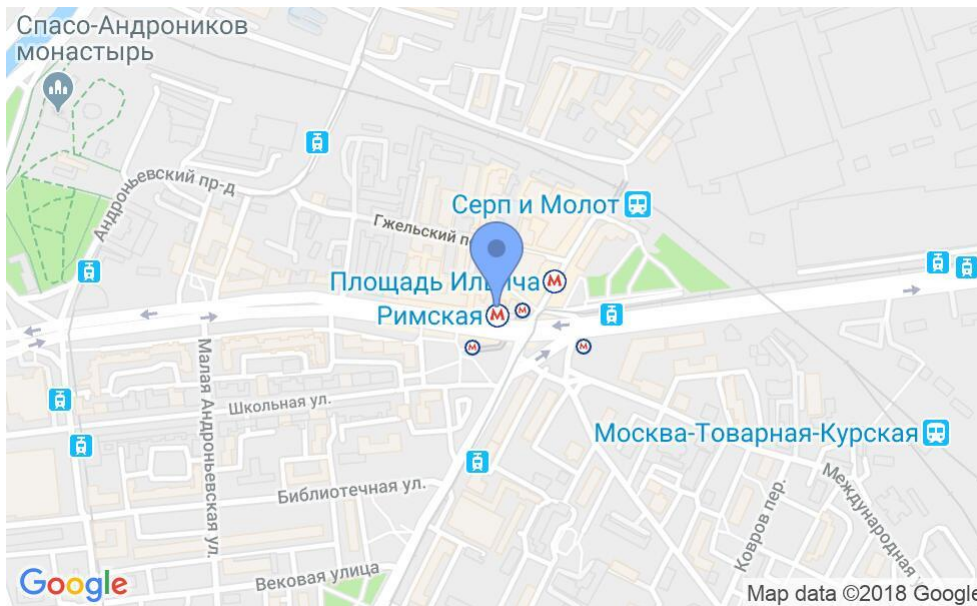 Спасо-Андроников
монастырь
Андроньевский пр-д
Гжельский
Серп и Молот
Площадь Ильича
Римская
Малая Андроньевская ул.
Школьная ул.
Москва-Товарная-Курская
Библиотечная ул.
Ковров пер.
Международная
Вековая улица
Google
Map data ©2018 Google